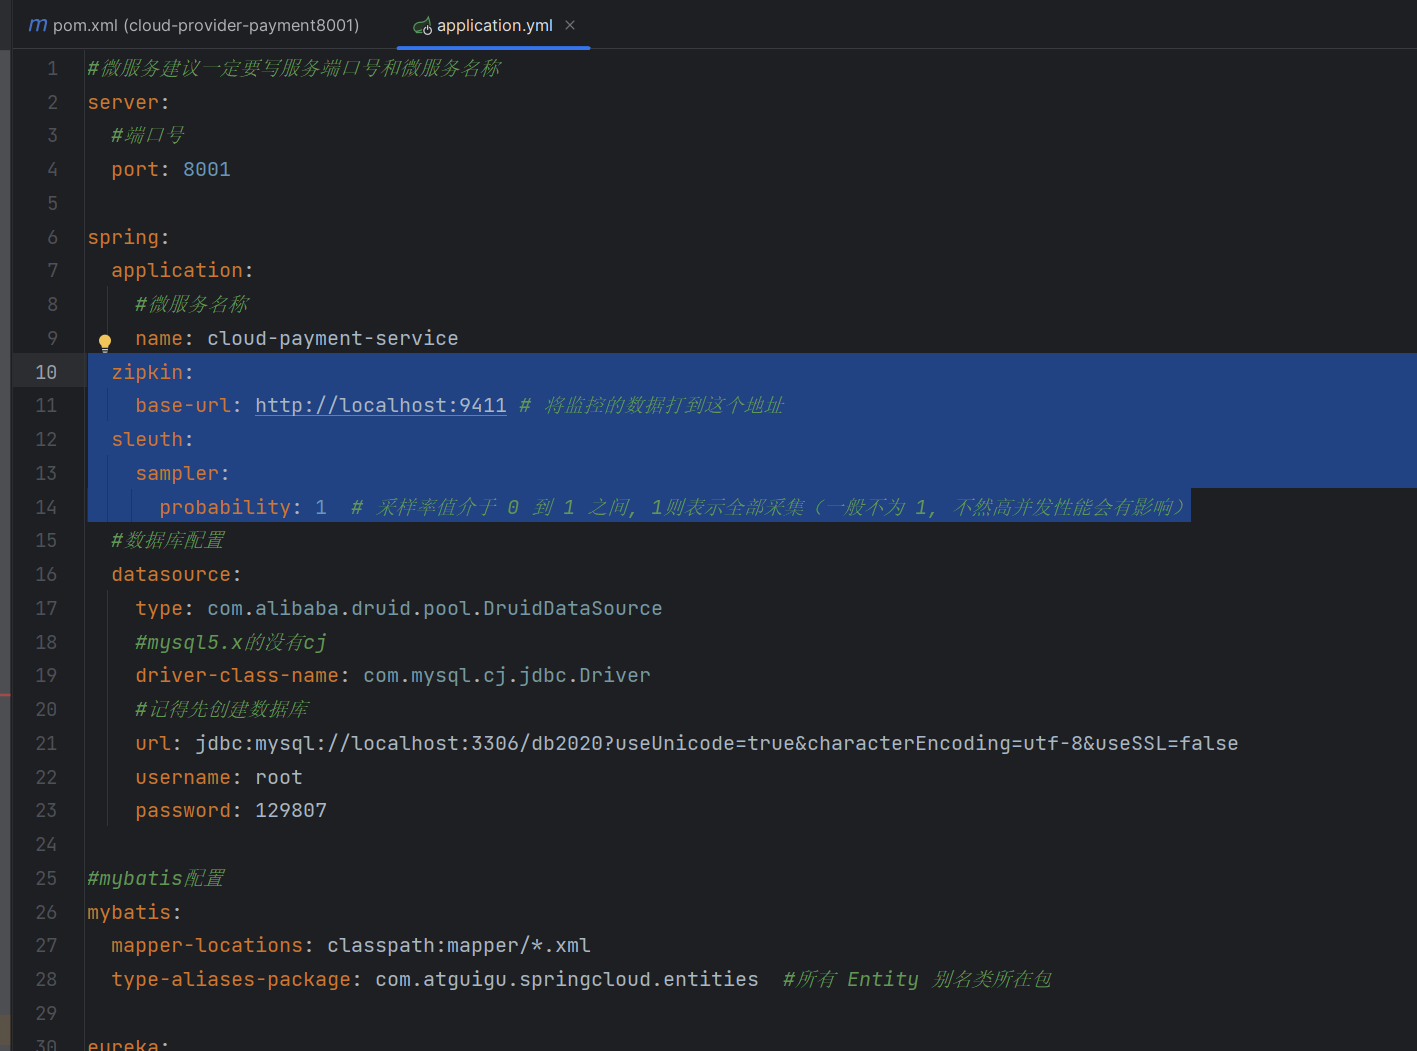 pom.xml (cloud-provider-payment8001)
application.yml
1 #微服务建议一定要写服务端口号和微服务名称
2 server:
3   #端口号
4   port: 8001
5
6 spring:
7   application:
8     #微服务名称
9     name: cloud-payment-service
10   zipkin:
11     base-url: http://localhost:9411 # 将监控的数据打到这个地址
12   sleuth:
13     sampler:
14       probability: 1  # 采样率值介于 0 到 1 之间, 1则表示全部采集（一般不为 1, 不然高并发性能会有影响）
15   #数据库配置
16   datasource:
17     type: com.alibaba.druid.pool.DruidDataSource
18     #mysql5.x的没有cj
19     driver-class-name: com.mysql.cj.jdbc.Driver
20     #记得先创建数据库
21     url: jdbc:mysql://localhost:3306/db2020?useUnicode=true&characterEncoding=utf-8&useSSL=false
22     username: root
23     password: 129807
24
25 #mybatis配置
26 mybatis:
27   mapper-locations: classpath:mapper/*.xml
28   type-aliases-package: com.atguigu.springcloud.entities  #所有 Entity 别名类所在包
29
30 eureka: